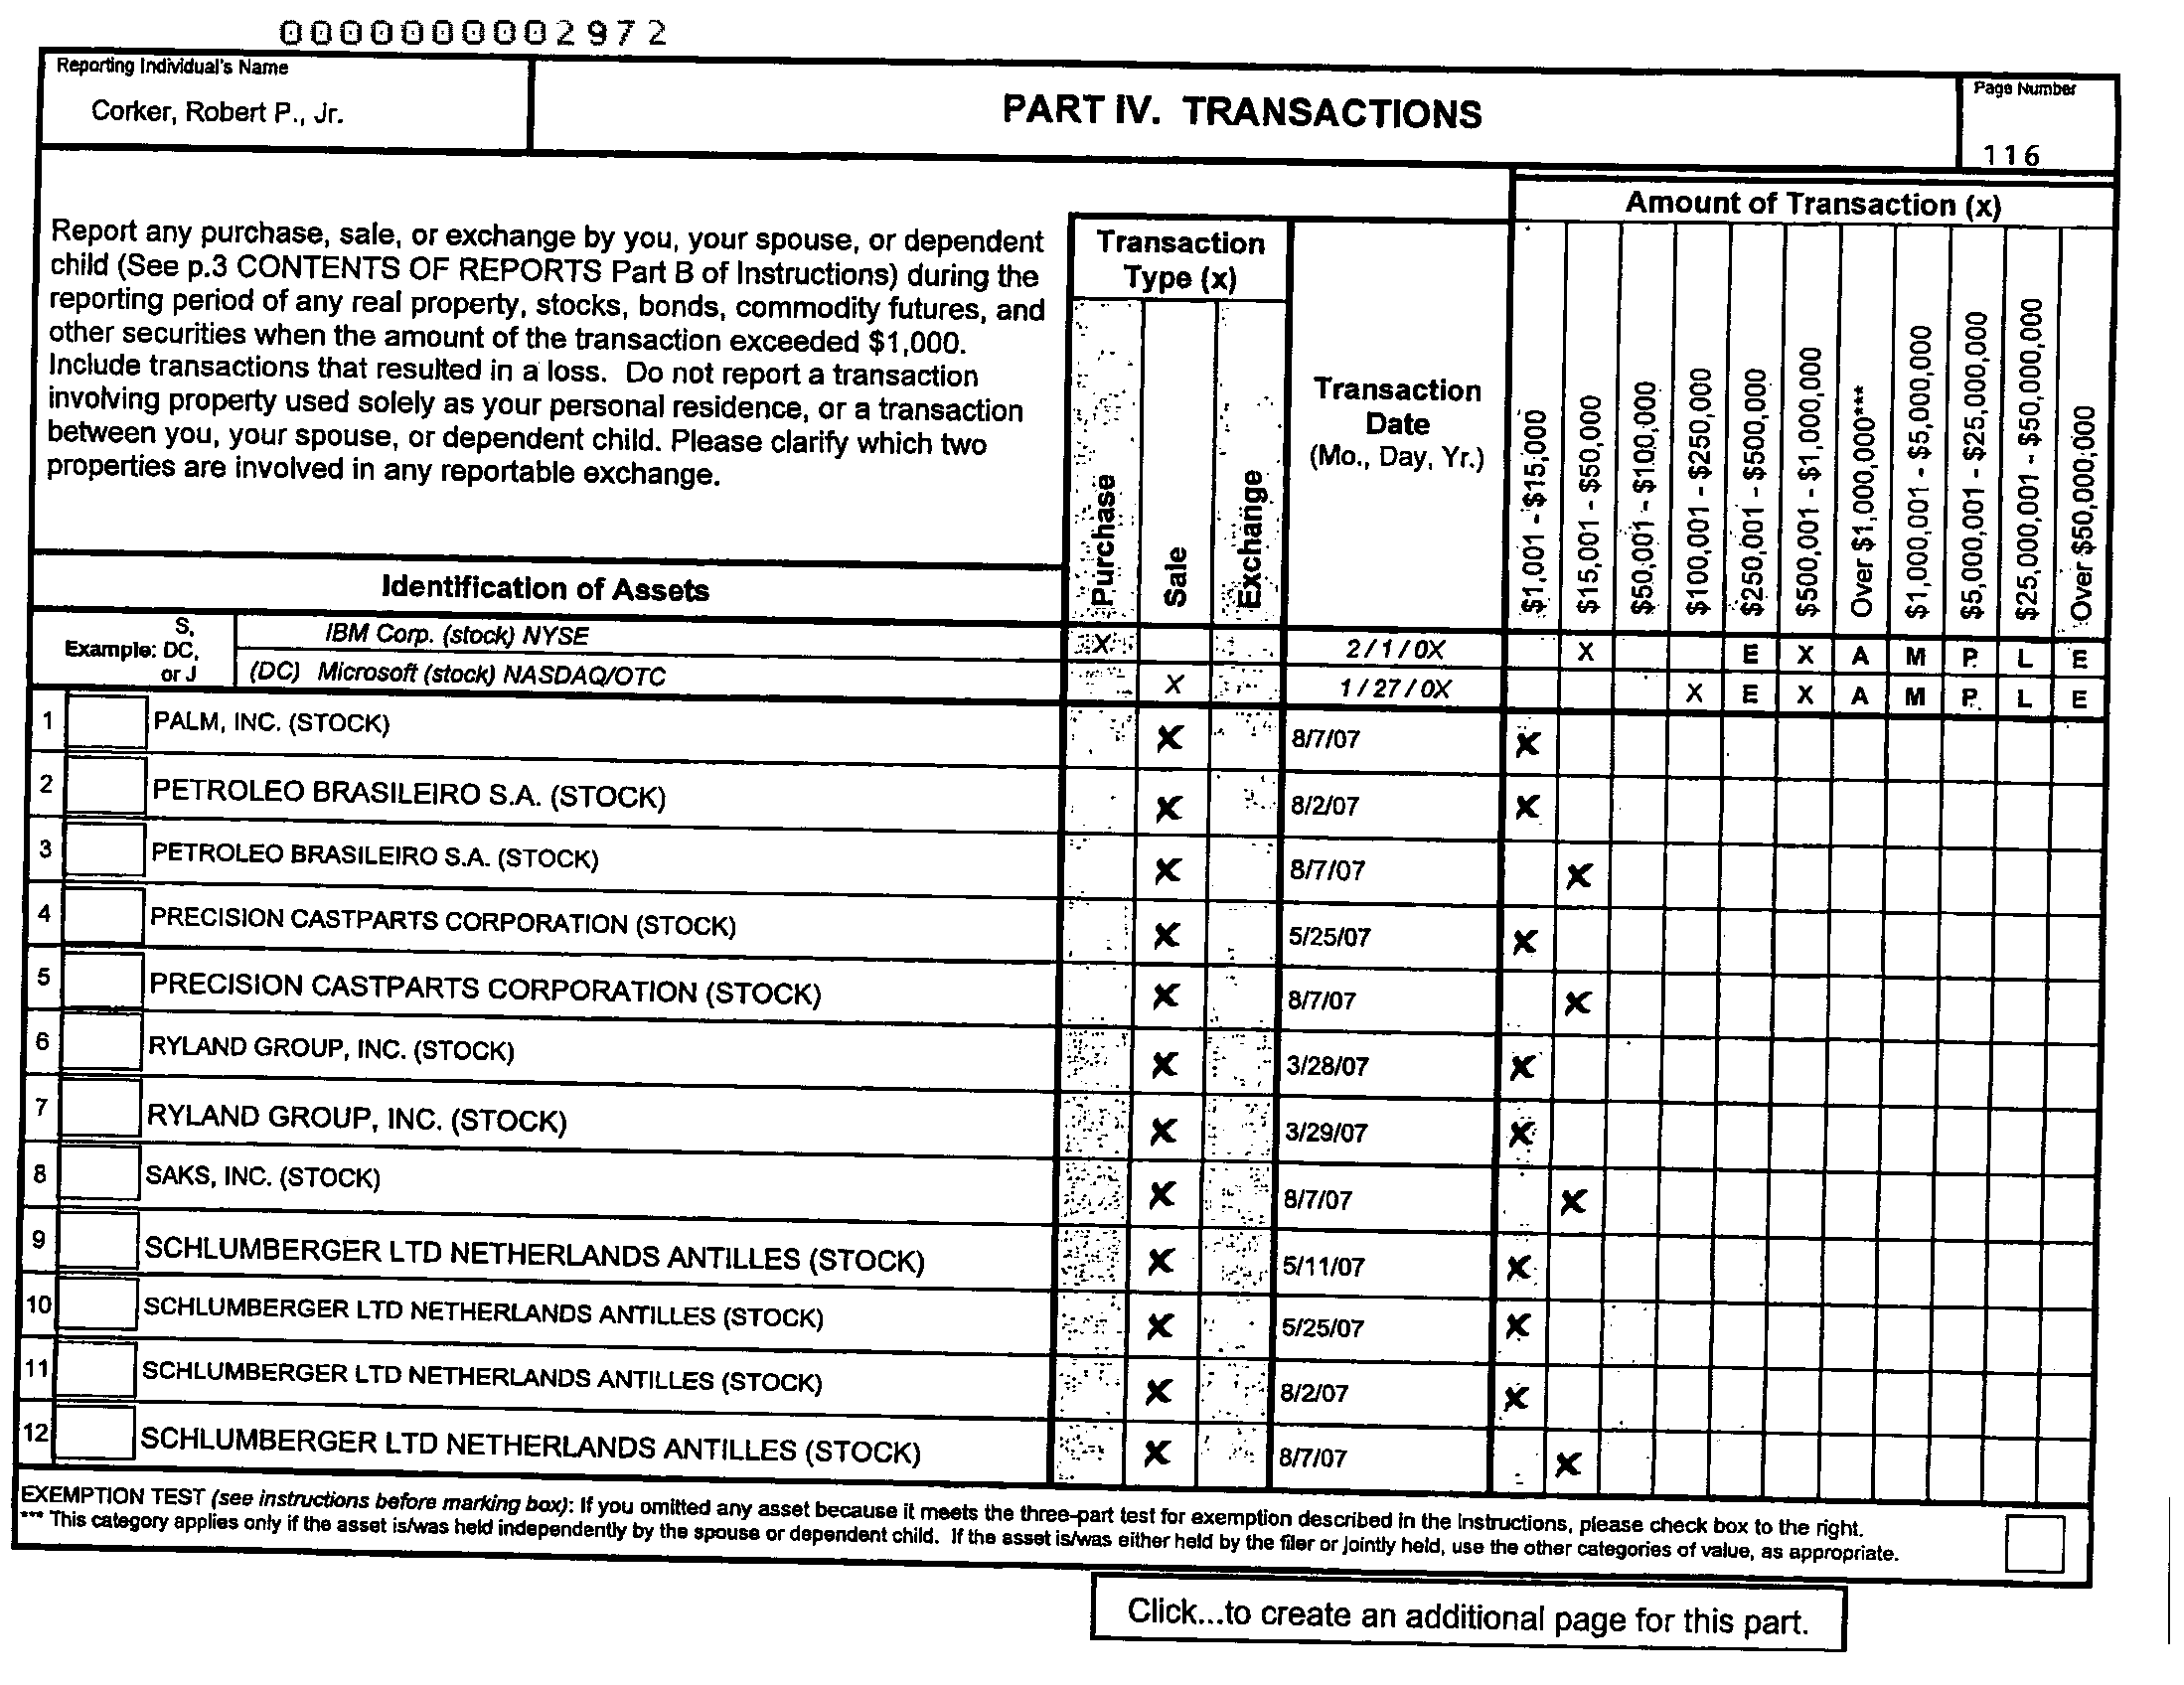 0000000002972
Reporting Individual's Name
Corker, Robert P., Jr.
PART IV. TRANSACTIONS
Page Number
116
Report any purchase, sale, or exchange by you, your spouse, or dependent
child (See p.3 CONTENTS OF REPORTS Part B of Instructions) during the
reporting period of any real property, stocks, bonds, commodity futures, and
other securities when the amount of the transaction exceeded $1,000.
Include transactions that resulted in a loss. Do not report a transaction
involving property used solely as your personal residence, or a transaction
between you, your spouse, or dependent child. Please clarify which two
properties are involved in any reportable exchange.
Transaction
Type (x)
Purchase
Sale
Exchange
Transaction
Date
(Mo., Day, Yr.)
Amount of Transaction (x)
$1,001 - $15,000
$15,001 - $50,000
$50,001 - $100,000
$100,001 - $250,000
$250,001 - $500,000
$500,001 - $1,000,000
Over $1,000,000***
$1,000,001 - $5,000,000
$5,000,001 - $25,000,000
$25,000,001 - $50,000,000
Over $50,000,000
Identification of Assets
Example: S, DC, or J
IBM Corp. (stock) NYSE X 2 / 1 / 0X X E X A M P L E
(DC) Microsoft (stock) NASDAQ/OTC X 1 / 27 / 0X X E X A M P L E
1 PALM, INC. (STOCK) X 8/7/07 X
2 PETROLEO BRASILEIRO S.A. (STOCK) X 8/2/07 X
3 PETROLEO BRASILEIRO S.A. (STOCK) X 8/7/07 X
4 PRECISION CASTPARTS CORPORATION (STOCK) X 5/25/07 X
5 PRECISION CASTPARTS CORPORATION (STOCK) X 8/7/07 X
6 RYLAND GROUP, INC. (STOCK) X 3/28/07 X
7 RYLAND GROUP, INC. (STOCK) X 3/29/07 X
8 SAKS, INC. (STOCK) X 8/7/07 X
9 SCHLUMBERGER LTD NETHERLANDS ANTILLES (STOCK) X 5/11/07 X
10 SCHLUMBERGER LTD NETHERLANDS ANTILLES (STOCK) X 5/25/07 X
11 SCHLUMBERGER LTD NETHERLANDS ANTILLES (STOCK) X 8/2/07 X
12 SCHLUMBERGER LTD NETHERLANDS ANTILLES (STOCK) X 8/7/07 X
EXEMPTION TEST (see instructions before marking box): If you omitted any asset because it meets the three-part test for exemption described in the Instructions, please check box to the right.
*** This category applies only if the asset is/was held independently by the spouse or dependent child. If the asset is/was either held by the filer or jointly held, use the other categories of value, as appropriate.
Click...to create an additional page for this part.